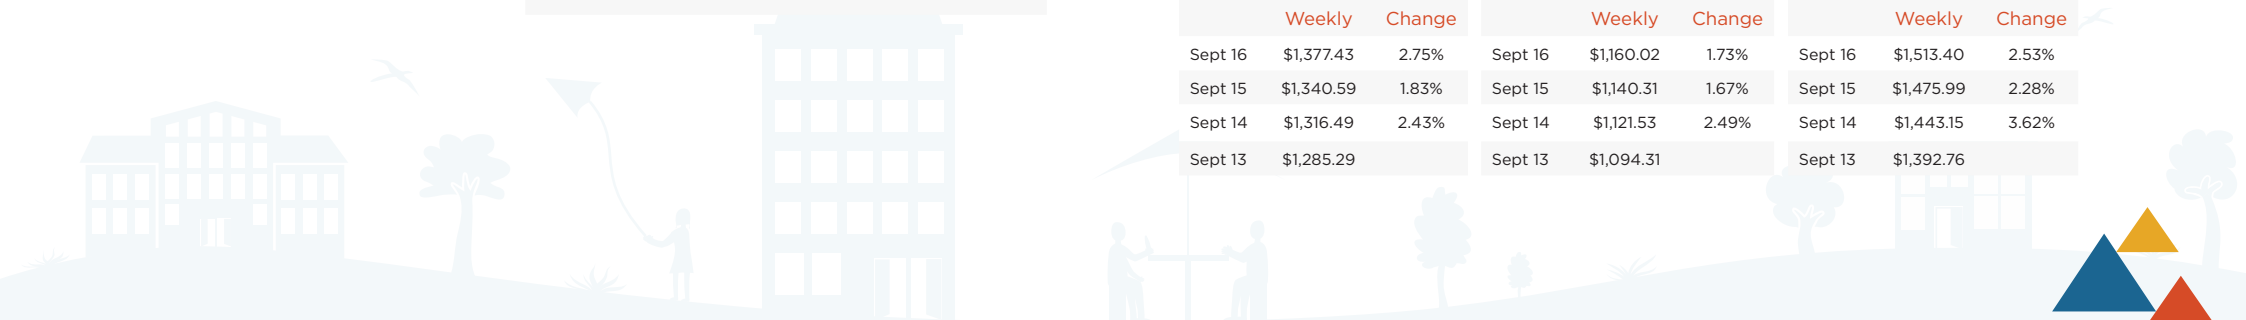 Weekly Change Weekly Change Weekly Change
Sept 16 $1,377.43 2.75% Sept 16 $1,160.02 1.73% Sept 16 $1,513.40 2.53%
Sept 15 $1,340.59 1.83% Sept 15 $1,140.31 1.67% Sept 15 $1,475.99 2.28%
Sept 14 $1,316.49 2.43% Sept 14 $1,121.53 2.49% Sept 14 $1,443.15 3.62%
Sept 13 $1,285.29 Sept 13 $1,094.31 Sept 13 $1,392.76